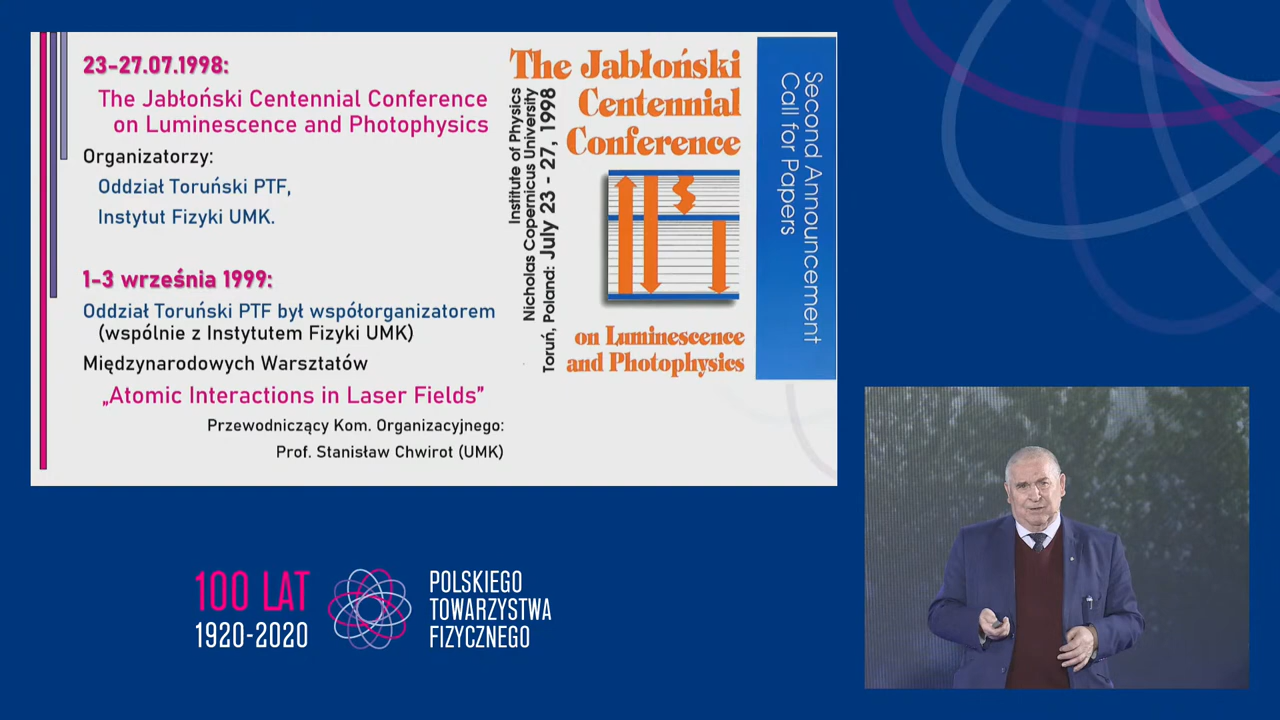 23-27.07.1998:
The Jabłoński Centennial Conference
on Luminescence and Photophysics
Organizatorzy:
Oddział Toruński PTF,
Instytut Fizyki UMK.
1-3 września 1999:
Oddział Toruński PTF był współorganizatorem
(wspólnie z Instytutem Fizyki UMK)
Międzynarodowych Warsztatów
„Atomic Interactions in Laser Fields”
Przewodniczący Kom. Organizacyjnego:
Prof. Stanisław Chwirot (UMK)
The Jabłoński
Centennial
Conference
Institute of Physics
Nicholas Copernicus University
Toruń, Poland: July 23 - 27, 1998
on Luminescence
and Photophysics
Second Announcement
Call for Papers
100 LAT
1920-2020
POLSKIEGO
TOWARZYSTWA
FIZYCZNEGO